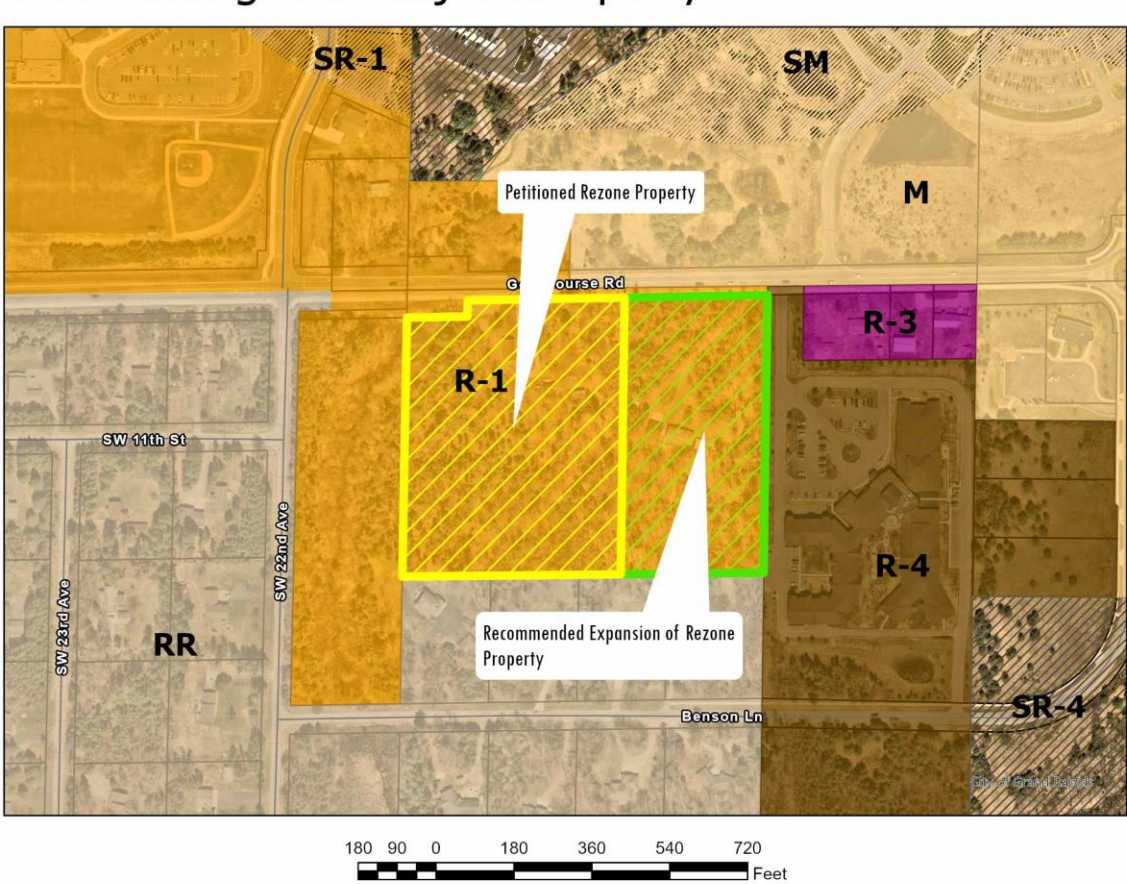 SR-1
SM
M
Petitioned Rezone Property
Rd
R-3
R-1
SW 11th St
SW 22nd Ave
R-4
SW 23rd Ave
RR
Recommended Expansion of Rezone
Property
SR-4
Benson Ln
City of Grand Rapids
180 90 0 180 360 540 720
Feet